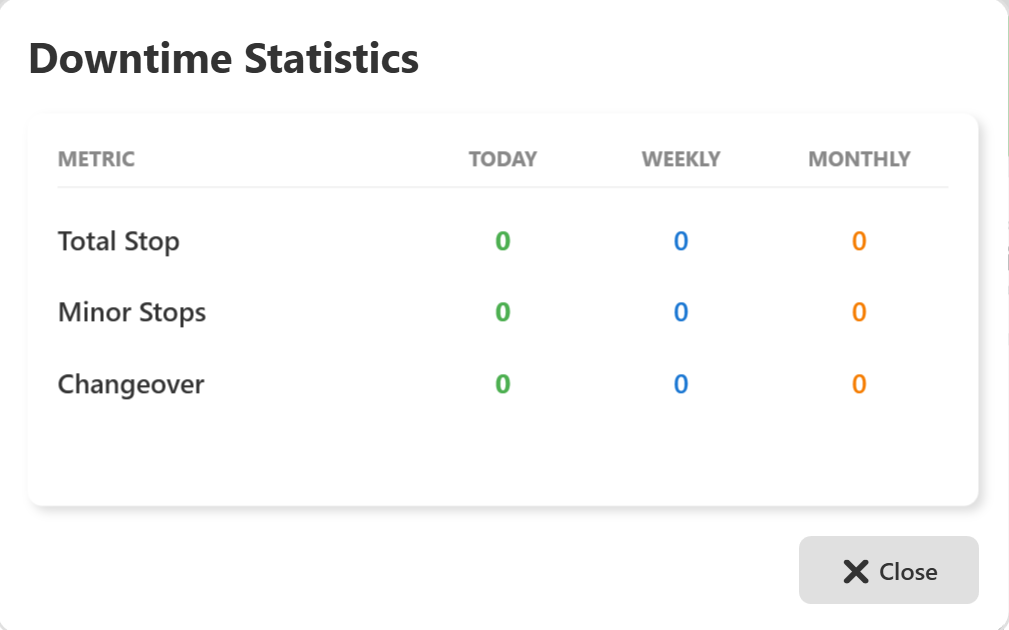 Downtime Statistics
METRIC TODAY WEEKLY MONTHLY
Total Stop 0 0 0
Minor Stops 0 0 0
Changeover 0 0 0
Close